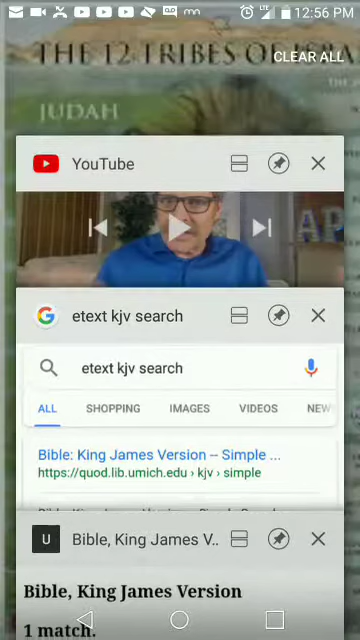 12:56 PM
THE 12 TRIBES OF
CLEAR ALL
JUDAH
YouTube
AP
etext kjv search
etext kjv search
ALL SHOPPING IMAGES VIDEOS NEW
Bible: King James Version -- Simple ...
https://quod.lib.umich.edu › kjv › simple
U Bible, King James V..
Bible, King James Version
1 match.